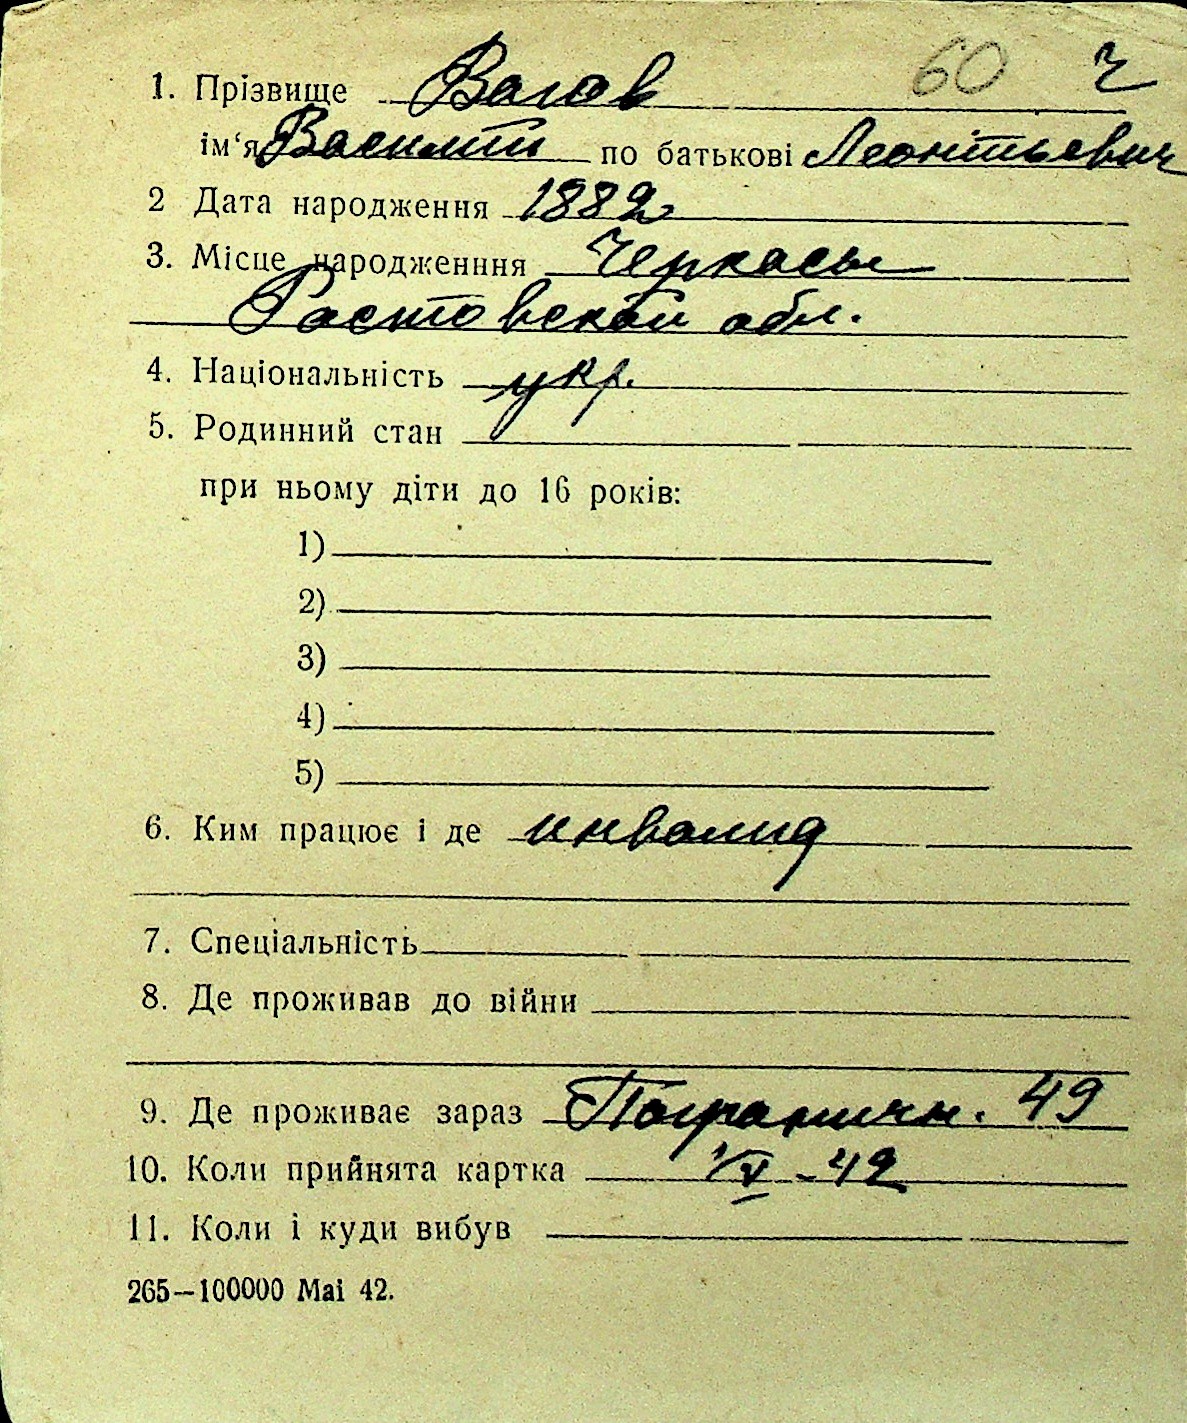 60 ч
1. Прізвище Вагов
ім‘я Василий по батькові Леонтьевич
2 Дата народження 1882
3. Місце народженння Черкасы
Ростовской обл.
4. Національність укр.
5. Родинний стан
при ньому діти до 16 років:
1)
2)
3)
4)
5)
6. Ким працює і де инвалид
7. Спеціальність
8. Де проживав до війни
9. Де проживає зараз Пограничн. 49
10. Коли прийнята картка 1/V – 42
11. Коли і куди вибув
265—100000 Mai 42.